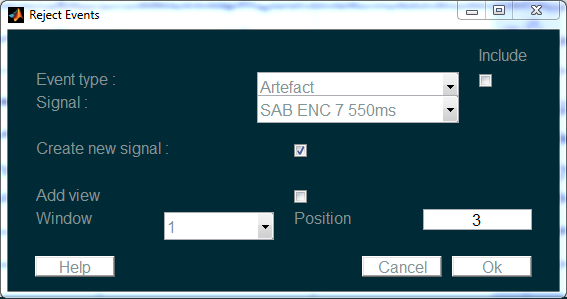 Reject Events
Include
Event type : Artefact
Signal : SAB ENC 7 550ms
Create new signal :
Add view
Window 1 Position 3
Help Cancel Ok